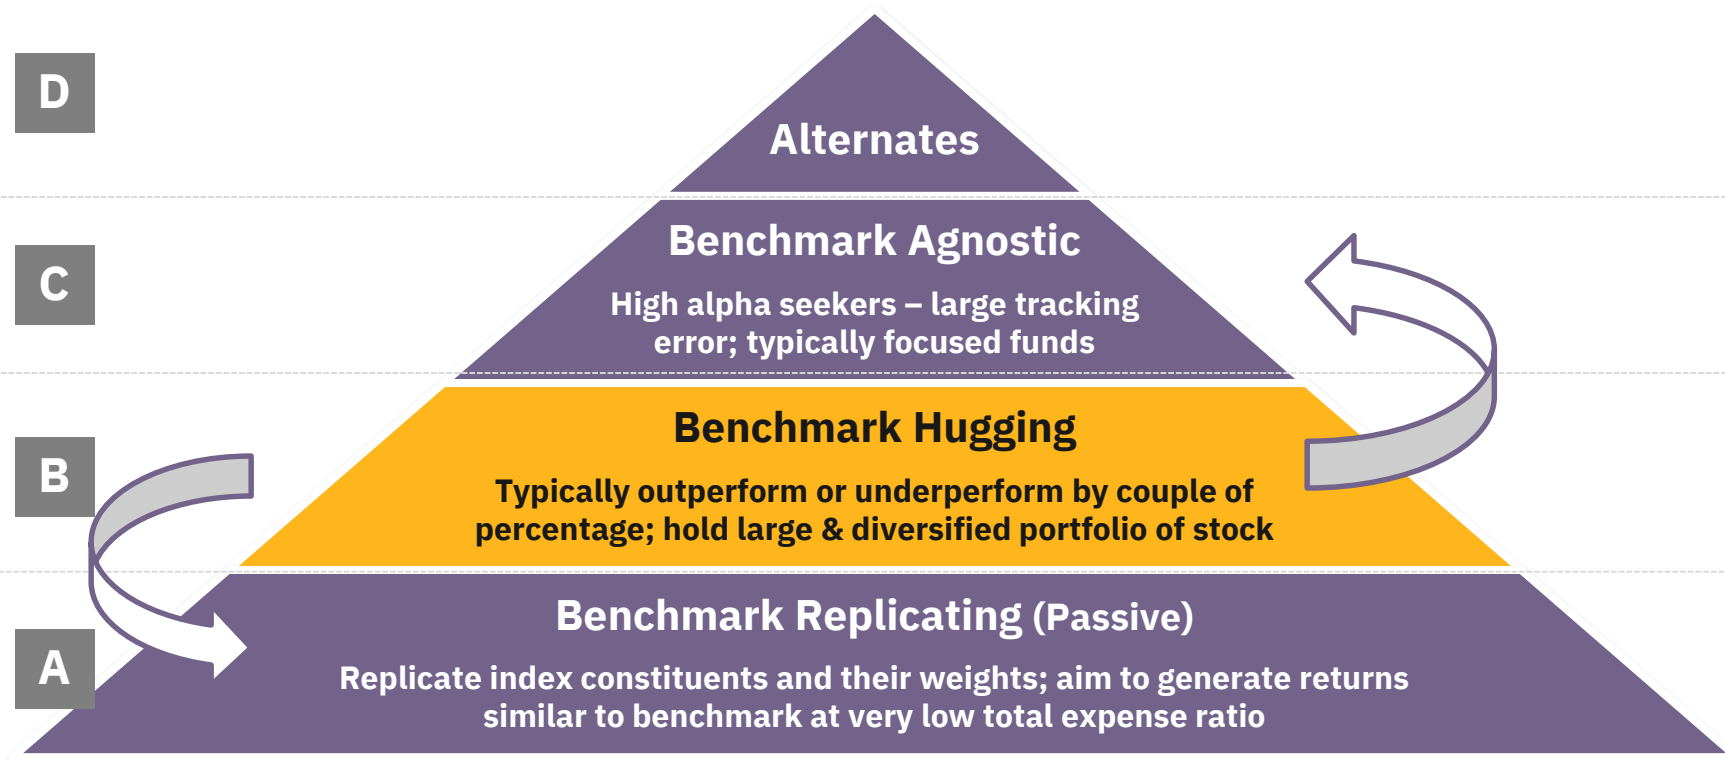 D
Alternates
C
Benchmark Agnostic
High alpha seekers – large tracking
error; typically focused funds
B
Benchmark Hugging
Typically outperform or underperform by couple of
percentage; hold large & diversified portfolio of stock
A
Benchmark Replicating (Passive)
Replicate index constituents and their weights; aim to generate returns
similar to benchmark at very low total expense ratio